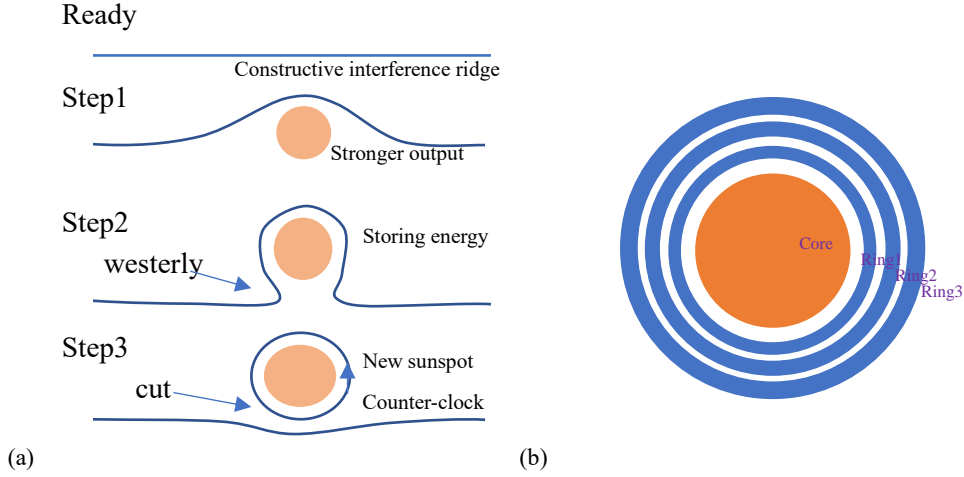 Ready
Constructive interference ridge
Step1
Stronger output
Step2
Storing energy
westerly
Step3
New sunspot
cut
Counter-clock
(a)
Core
Ring1
Ring2
Ring3
(b)